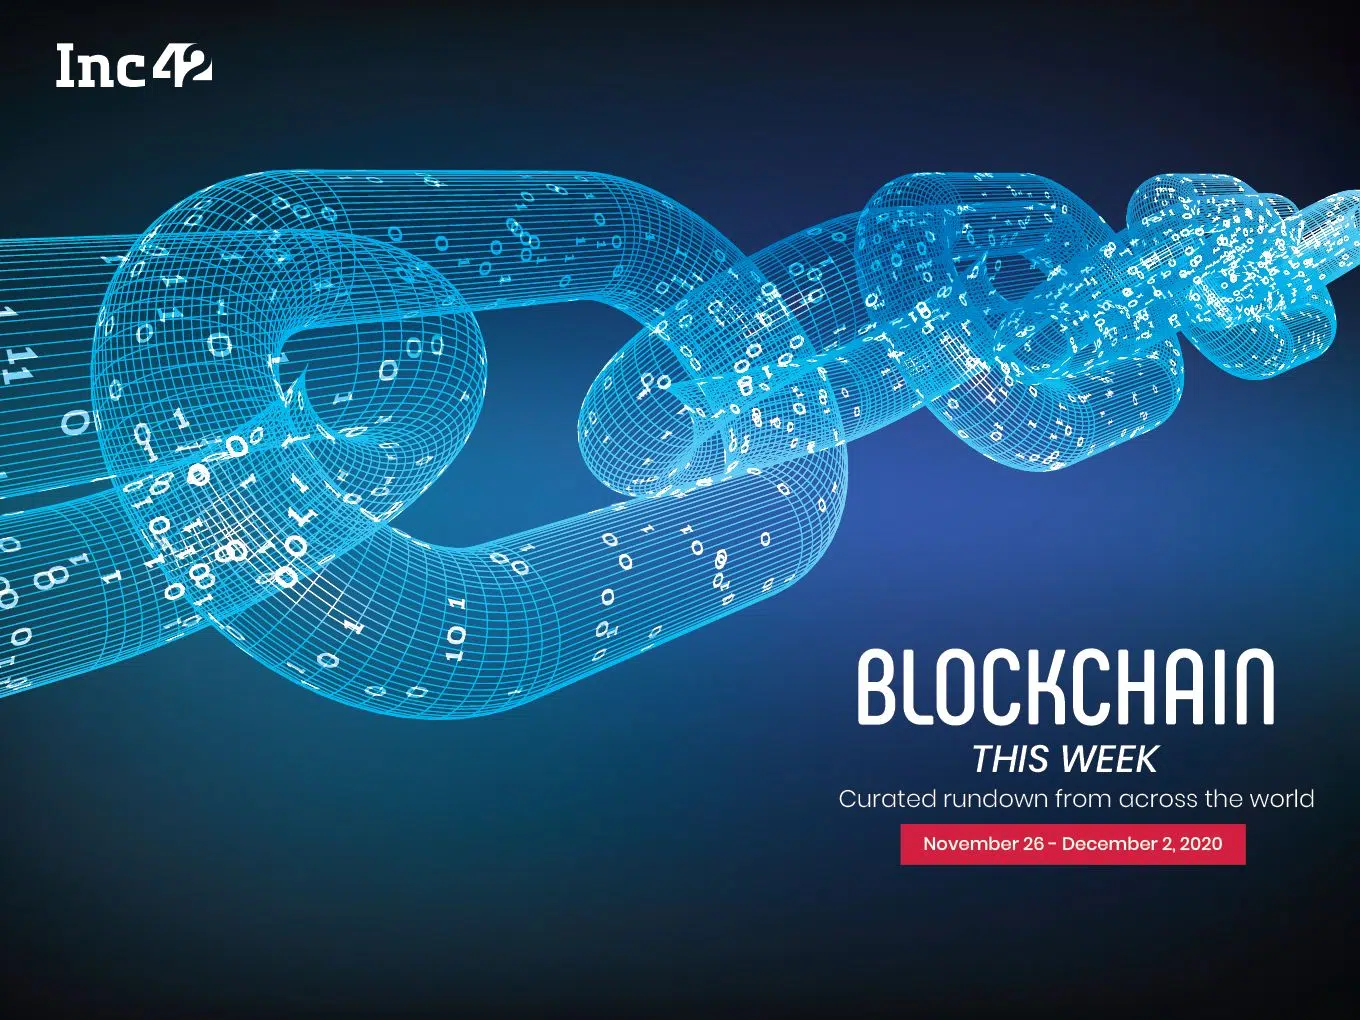 Inc42
BLOCKCHAIN
THIS WEEK
Curated rundown from across the world
November 26 - December 2, 2020